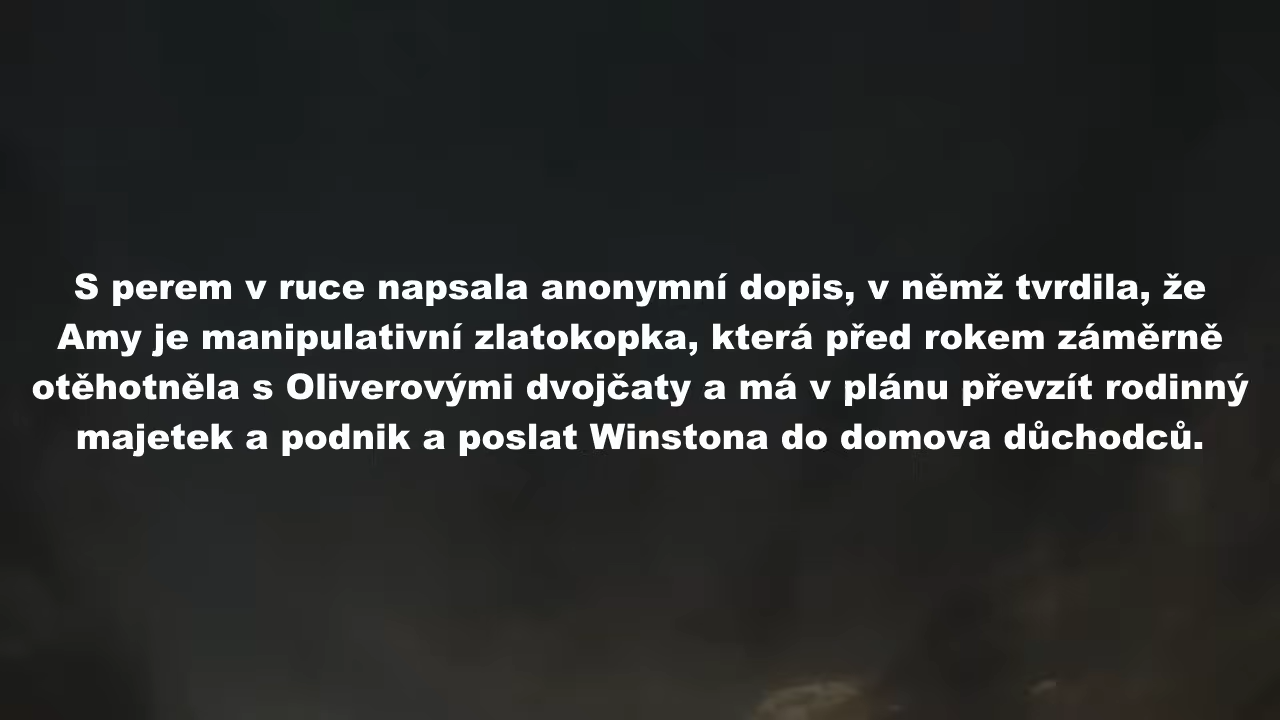 S perem v ruce napsala anonymní dopis, v němž tvrdila, že
Amy je manipulativní zlatokopka, která před rokem záměrně
otěhotněla s Oliverovými dvojčaty a má v plánu převzít rodinný
majetek a podnik a poslat Winstona do domova důchodců.